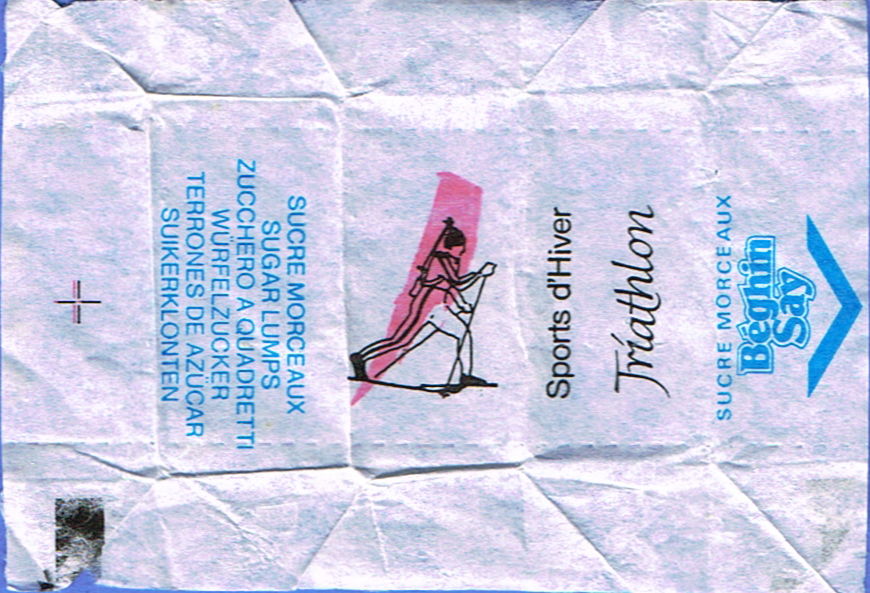 SUCRE MORCEAUX
SUGAR LUMPS
ZUCCHERO A QUADRETTI
WÜRFELZUCKER
TERRONES DE AZÚCAR
SUIKERKLONTEN
Sports d'Hiver
Triathlon
SUCRE MORCEAUX
Béghin
Say